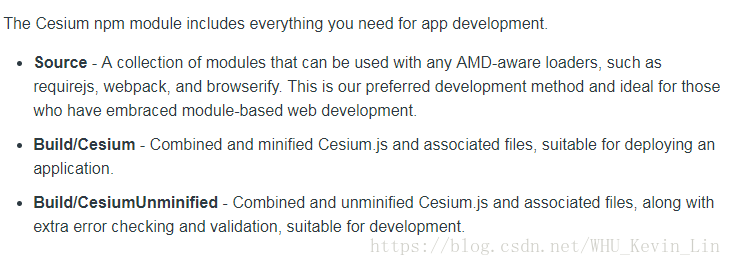 The Cesium npm module includes everything you need for app development.
• Source - A collection of modules that can be used with any AMD-aware loaders, such as
requirejs, webpack, and browserify. This is our preferred development method and ideal for those
who have embraced module-based web development.
• Build/Cesium - Combined and minified Cesium.js and associated files, suitable for deploying an
application.
• Build/CesiumUnminified - Combined and unminified Cesium.js and associated files, along with
extra error checking and validation, suitable for development.
https://blog.csdn.net/WHU_Kevin_Lin